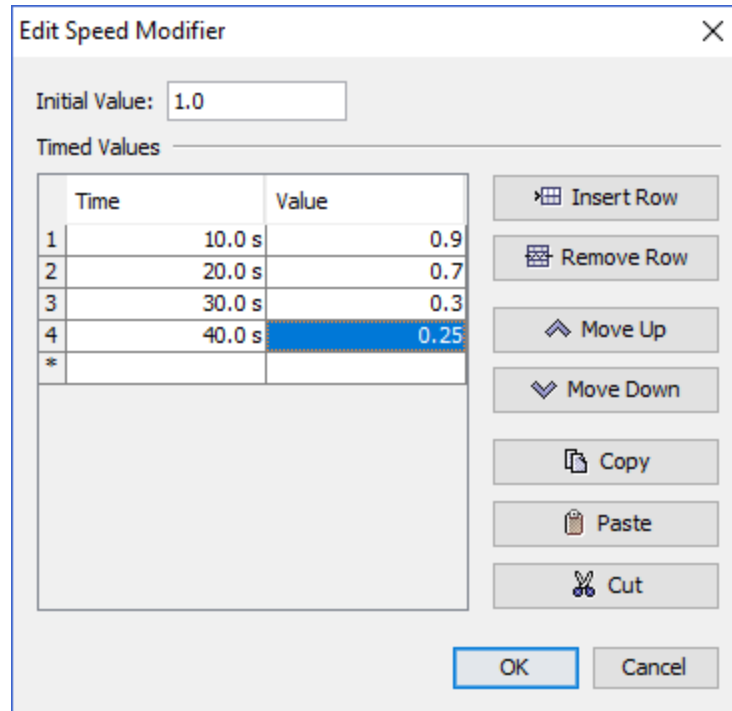 Edit Speed Modifier
Initial Value: 1.0
Timed Values
Time Value
1 10.0 s 0.9
2 20.0 s 0.7
3 30.0 s 0.3
4 40.0 s 0.25
*
Insert Row
Remove Row
Move Up
Move Down
Copy
Paste
Cut
OK Cancel